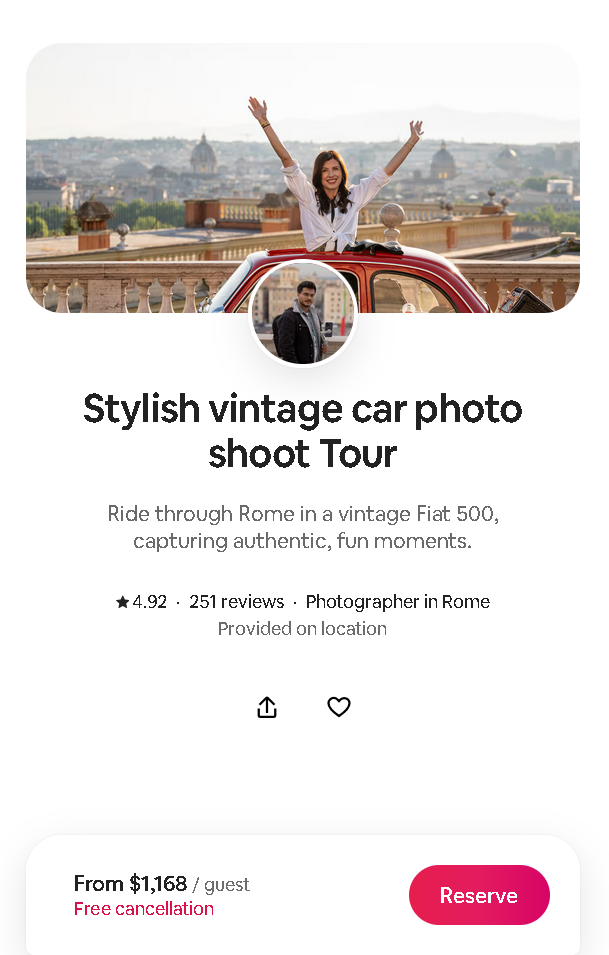 Stylish vintage car photo
shoot Tour
Ride through Rome in a vintage Fiat 500,
capturing authentic, fun moments.
★4.92 · 251 reviews · Photographer in Rome
Provided on location
From $1,168 / guest
Free cancellation
Reserve